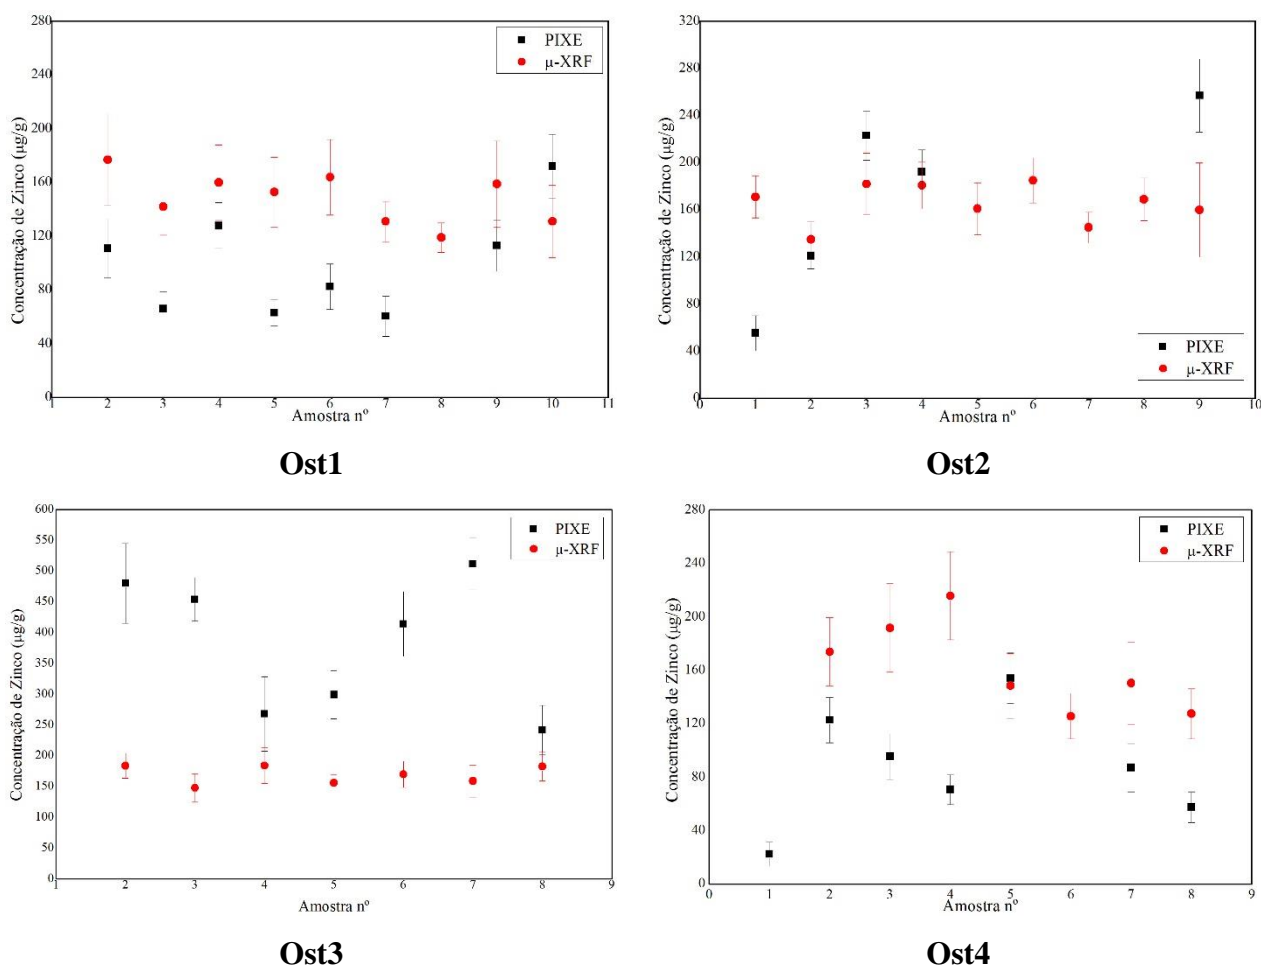 280
240
200
160
120
80
40
0
Concentração de Zinco (µg/g)
PIXE
µ-XRF
1 2 3 4 5 6 7 8 9 10 11
Amostra nº
Ost1
320
280
240
200
160
120
80
40
0
Concentração de Zinco (µg/g)
PIXE
µ-XRF
0 1 2 3 4 5 6 7 8 9 10
Amostra nº
Ost2
600
550
500
450
400
350
300
250
200
150
100
50
0
Concentração de Zinco (µg/g)
PIXE
µ-XRF
1 2 3 4 5 6 7 8 9
Amostra nº
Ost3
280
240
200
160
120
80
40
0
Concentração de Zinco (µg/g)
PIXE
µ-XRF
0 1 2 3 4 5 6 7 8 9
Amostra nº
Ost4